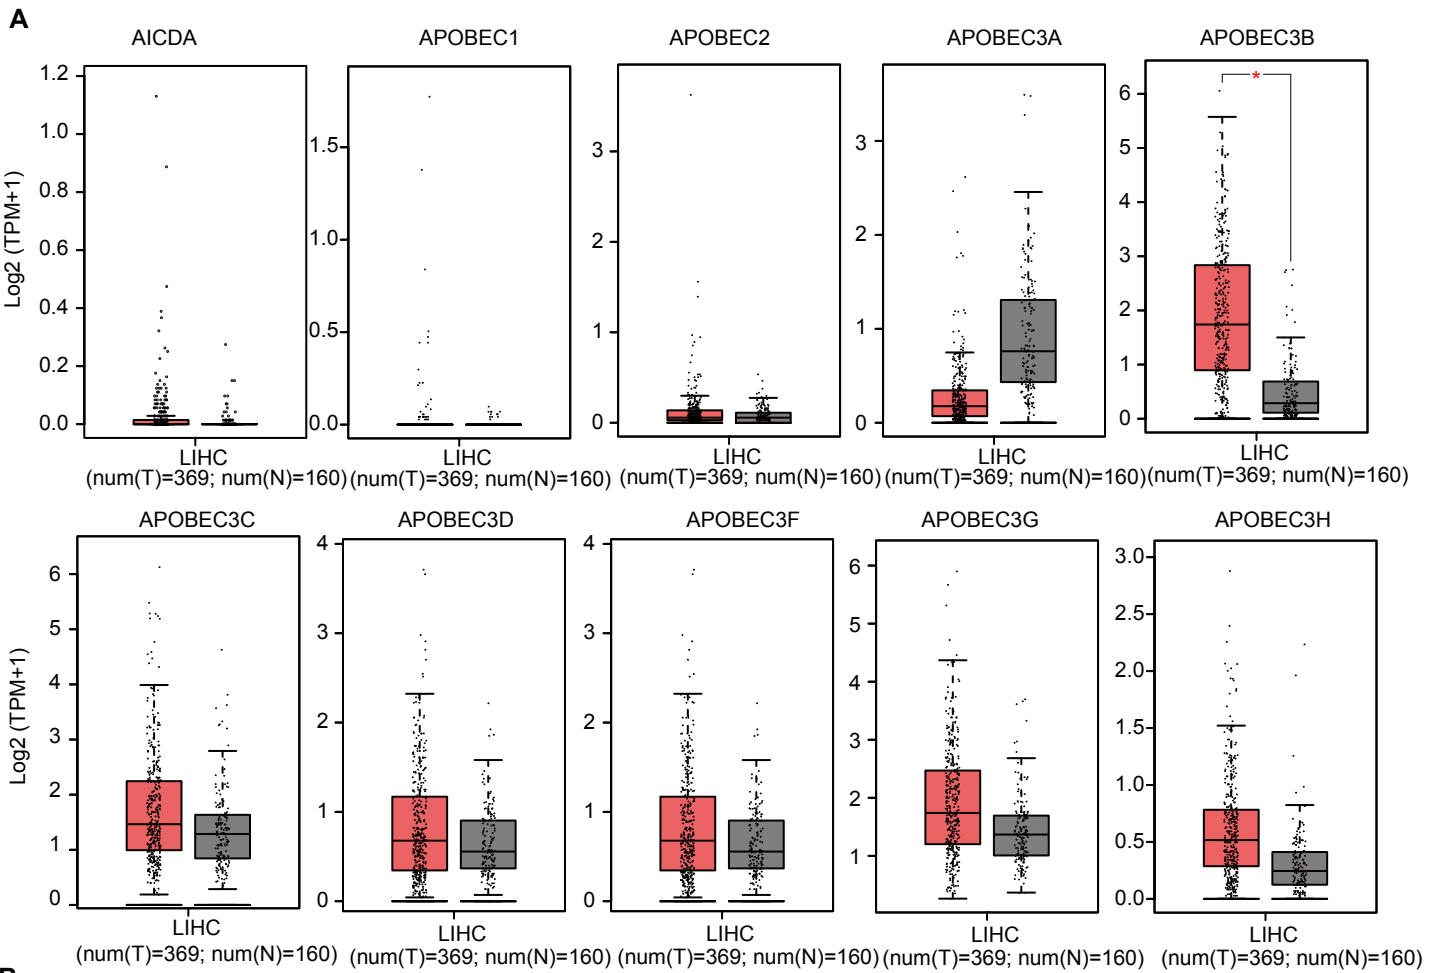 A
AICDA
APOBEC1
APOBEC2
APOBEC3A
APOBEC3B
Log2 (TPM+1)
1.2
1.0
0.8
0.6
0.4
0.2
0.0
1.5
1.0
0.5
0.0
3
2
1
0
3
2
1
0
6
5
4
3
2
1
0
*
LIHC
(num(T)=369; num(N)=160)
LIHC
(num(T)=369; num(N)=160)
LIHC
(num(T)=369; num(N)=160)
LIHC
(num(T)=369; num(N)=160)
LIHC
(num(T)=369; num(N)=160)
APOBEC3C
APOBEC3D
APOBEC3F
APOBEC3G
APOBEC3H
Log2 (TPM+1)
6
4
3
2
1
0
4
3
2
1
0
4
3
2
1
0
6
5
4
3
2
1
3.0
2.5
2.0
1.5
1.0
0.5
0.0
LIHC
(num(T)=369; num(N)=160)
LIHC
(num(T)=369; num(N)=160)
LIHC
(num(T)=369; num(N)=160)
LIHC
(num(T)=369; num(N)=160)
LIHC
(num(T)=369; num(N)=160)